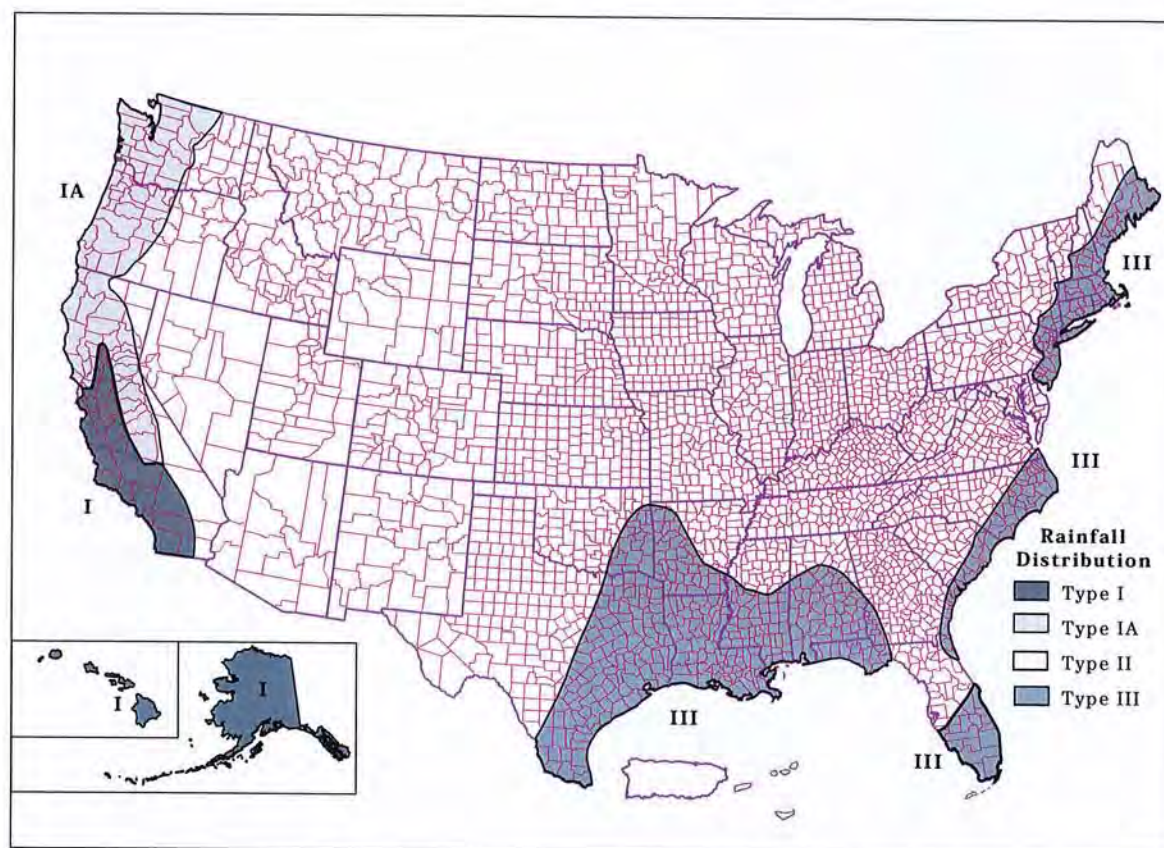 IA
III
I
III
Rainfall
Distribution
Type I
Type IA
Type II
Type III
I
I
III
III